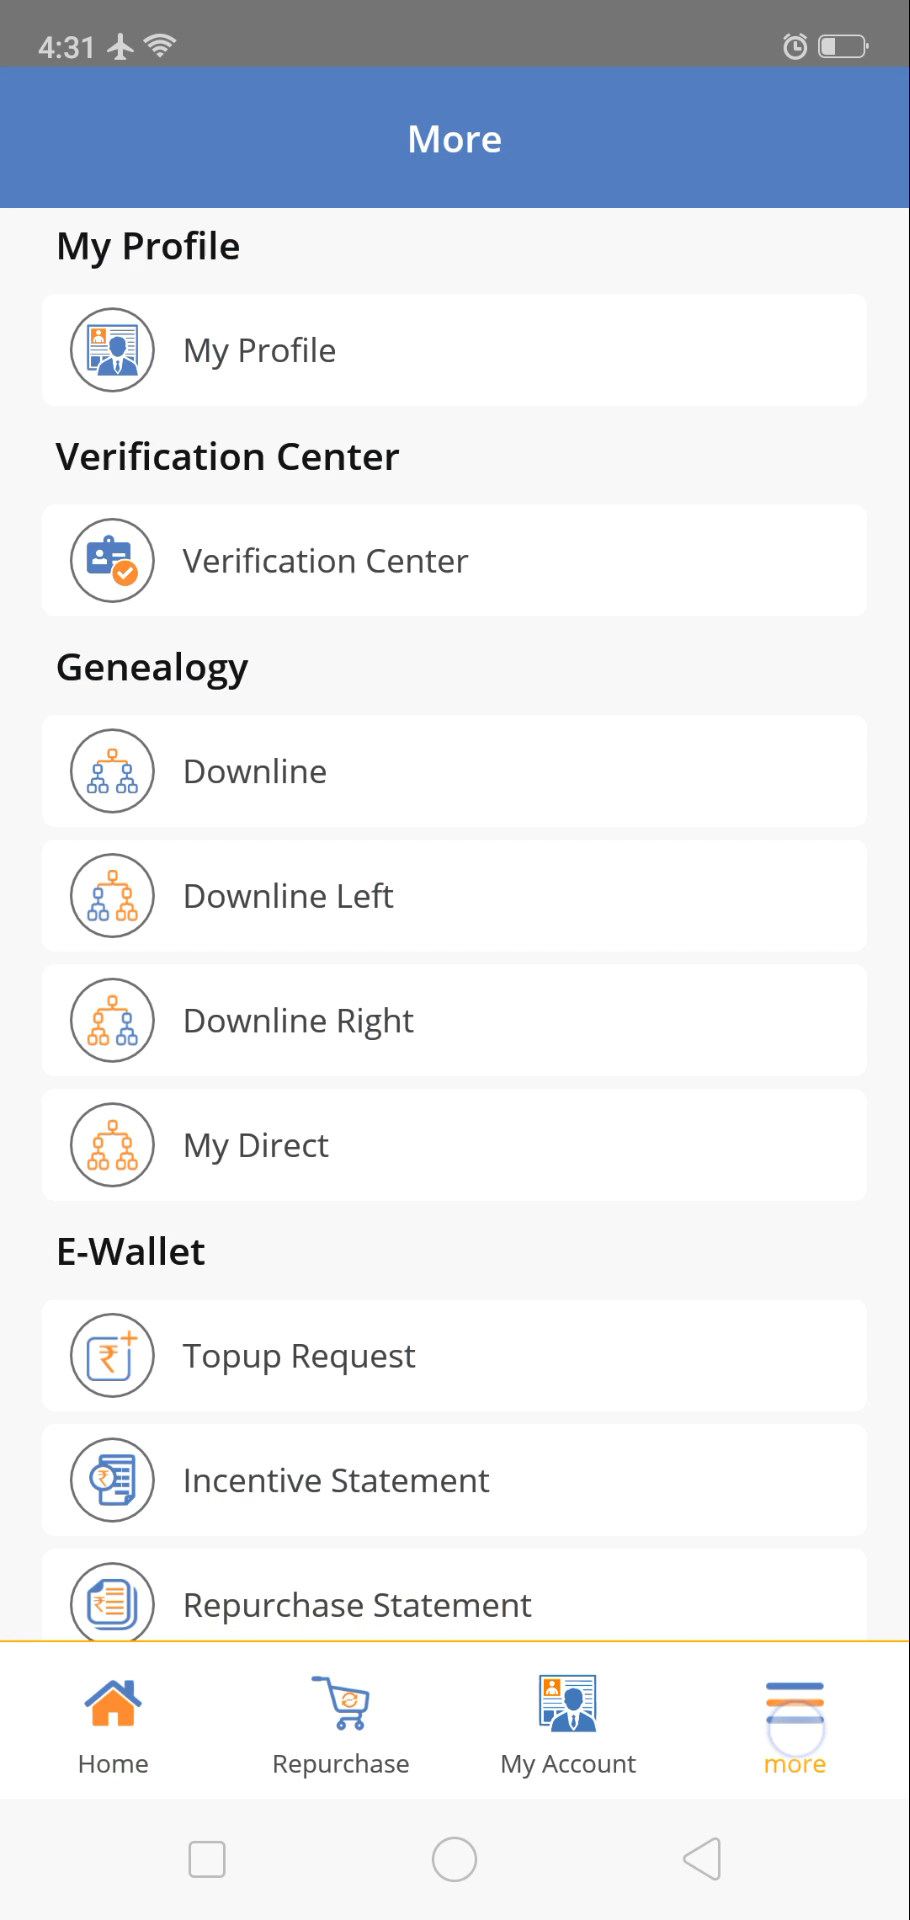 4:31
More
My Profile
My Profile
Verification Center
Verification Center
Genealogy
Downline
Downline Left
Downline Right
My Direct
E-Wallet
Topup Request
Incentive Statement
Repurchase Statement
Home
Repurchase
My Account
more